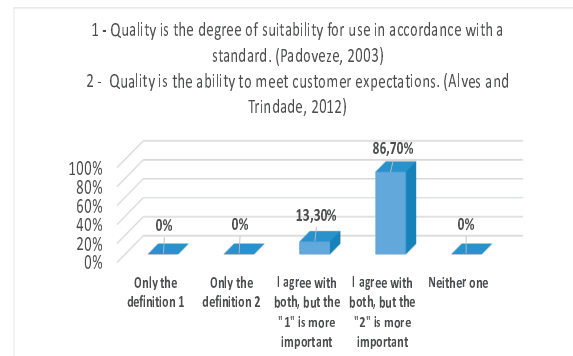 1 - Quality is the degree of suitability for use in accordance with a
standard. (Padoveze, 2003)
2 - Quality is the ability to meet customer expectations. (Alves and
Trindade, 2012)
100%
80%
60%
40%
20%
0%
0%
0%
13,30%
86,70%
0%
Only the
definition 1
Only the
definition 2
I agree with
both, but the
"1" is more
important
I agree with
both, but the
"2" is more
important
Neither one